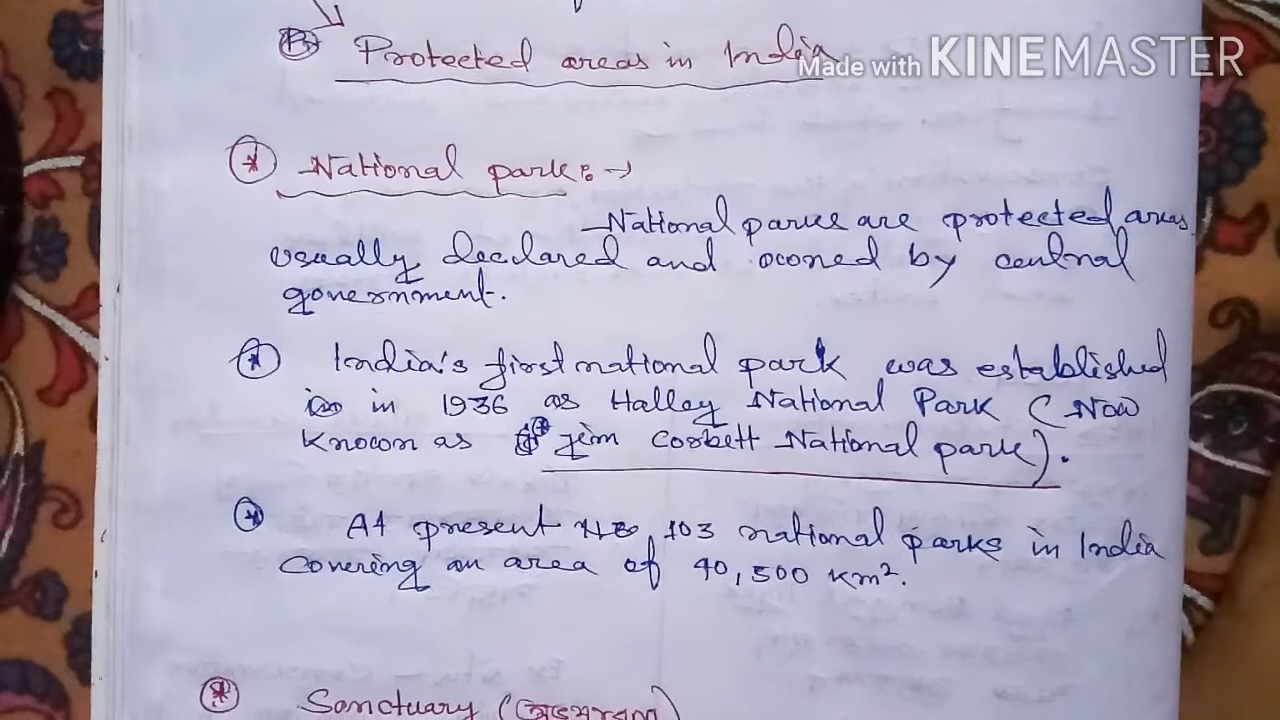 B Protected areas in India
Made with KINEMASTER
National park :→
National parks are protected areas
usually declared and owned by central
government.
India's first national park was established
in in 1936 as Halley National Park (Now
known as Jim Corbett National park).
At present 103 national parks in India
covering an area of 40,500 km².
Sanctuary (অভয়ারণ্য)